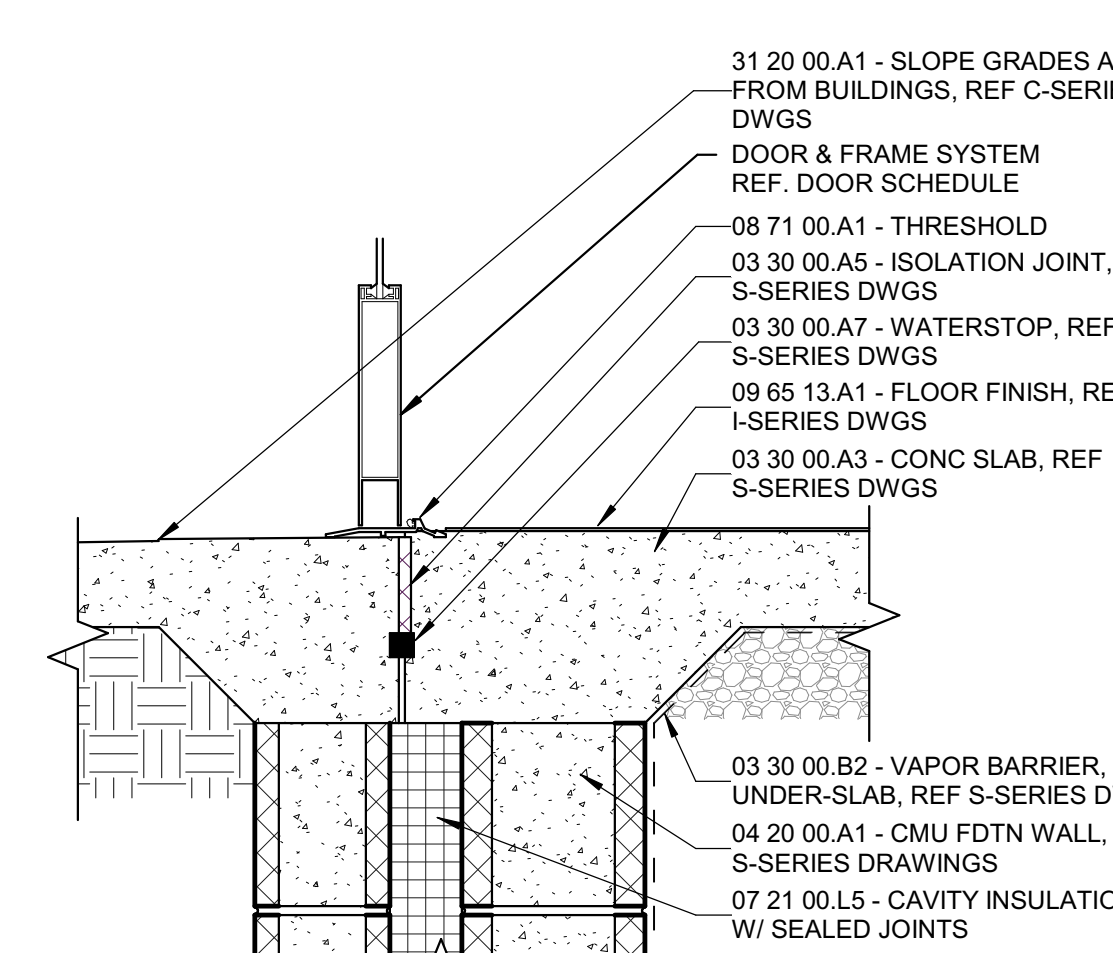 31 20 00.A1 - SLOPE GRADES A
FROM BUILDINGS, REF C-SERIE
DWGS
DOOR & FRAME SYSTEM
REF. DOOR SCHEDULE
08 71 00.A1 - THRESHOLD
03 30 00.A5 - ISOLATION JOINT,
S-SERIES DWGS
03 30 00.A7 - WATERSTOP, REF
S-SERIES DWGS
09 65 13.A1 - FLOOR FINISH, RE
I-SERIES DWGS
03 30 00.A3 - CONC SLAB, REF
S-SERIES DWGS
03 30 00.B2 - VAPOR BARRIER,
UNDER-SLAB, REF S-SERIES D
04 20 00.A1 - CMU FDTN WALL,
S-SERIES DRAWINGS
07 21 00.L5 - CAVITY INSULATIO
W/ SEALED JOINTS